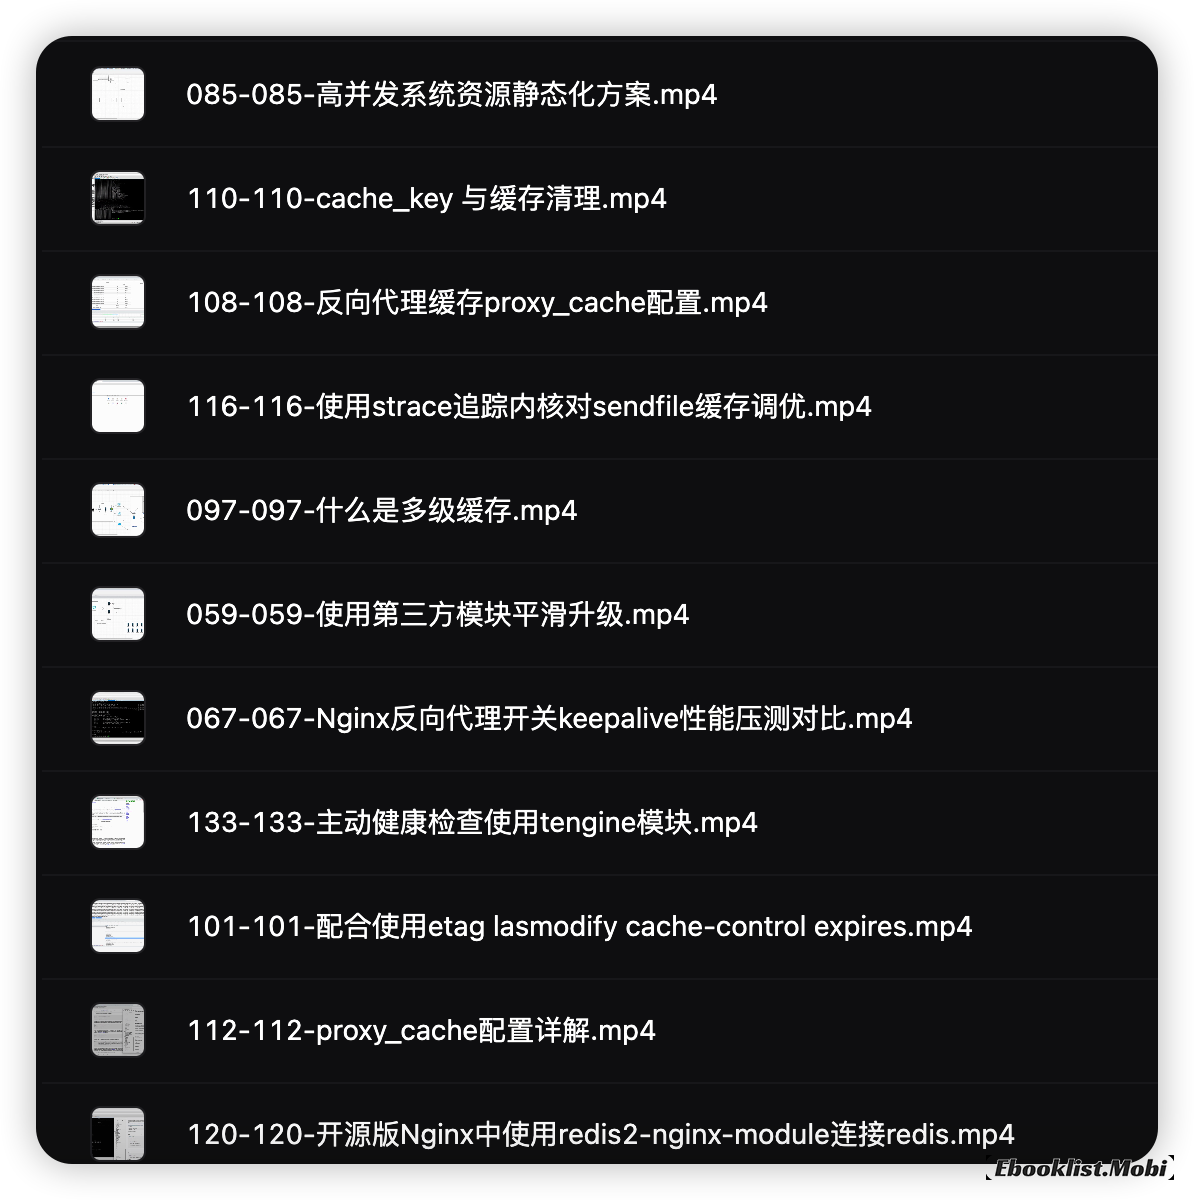 085-085-高并发系统资源静态化方案.mp4
110-110-cache_key 与缓存清理.mp4
108-108-反向代理缓存proxy_cache配置.mp4
116-116-使用strace追踪内核对sendfile缓存调优.mp4
097-097-什么是多级缓存.mp4
059-059-使用第三方模块平滑升级.mp4
067-067-Nginx反向代理开关keepalive性能压测对比.mp4
133-133-主动健康检查使用tengine模块.mp4
101-101-配合使用etag lasmodify cache-control expires.mp4
112-112-proxy_cache配置详解.mp4
120-120-开源版Nginx中使用redis2-nginx-module连接redis.mp4
Ebooklist.Mobi